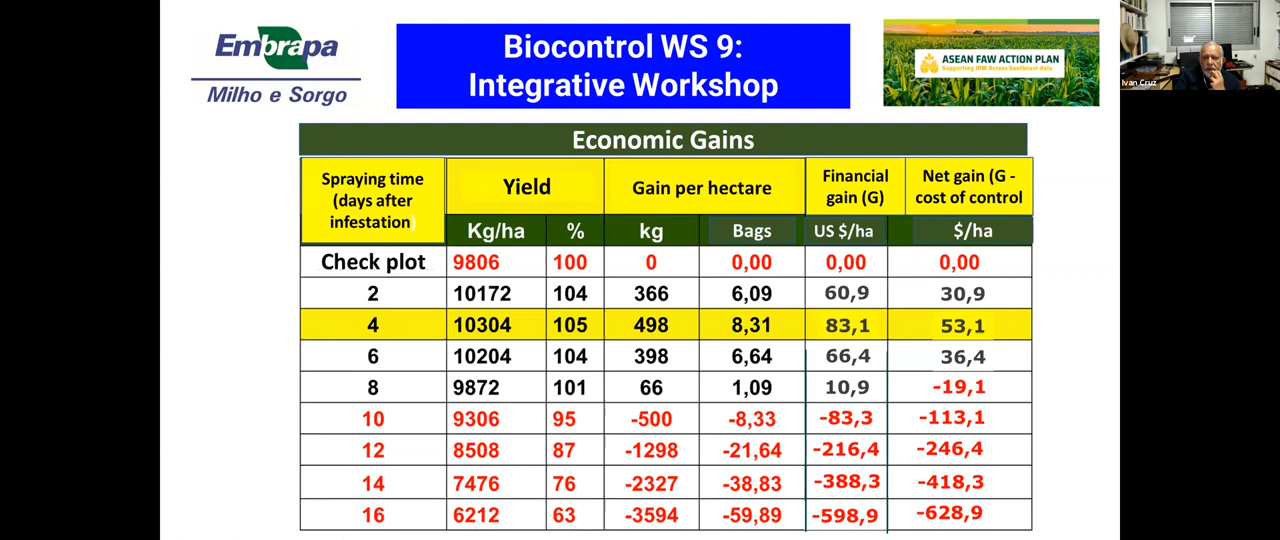 Embrapa
Milho e Sorgo
Biocontrol WS 9:
Integrative Workshop
ASEAN FAW ACTION PLAN
Supporting IPM Across Southeast Asia
Ivan Cruz
Economic Gains
Spraying time (days after infestation) Yield Gain per hectare Financial gain (G) Net gain (G - cost of control
Kg/ha % kg Bags US $/ha $/ha
Check plot 9806 100 0 0,00 0,00 0,00
2 10172 104 366 6,09 60,9 30,9
4 10304 105 498 8,31 83,1 53,1
6 10204 104 398 6,64 66,4 36,4
8 9872 101 66 1,09 10,9 -19,1
10 9306 95 -500 -8,33 -83,3 -113,1
12 8508 87 -1298 -21,64 -216,4 -246,4
14 7476 76 -2327 -38,83 -388,3 -418,3
16 6212 63 -3594 -59,89 -598,9 -628,9